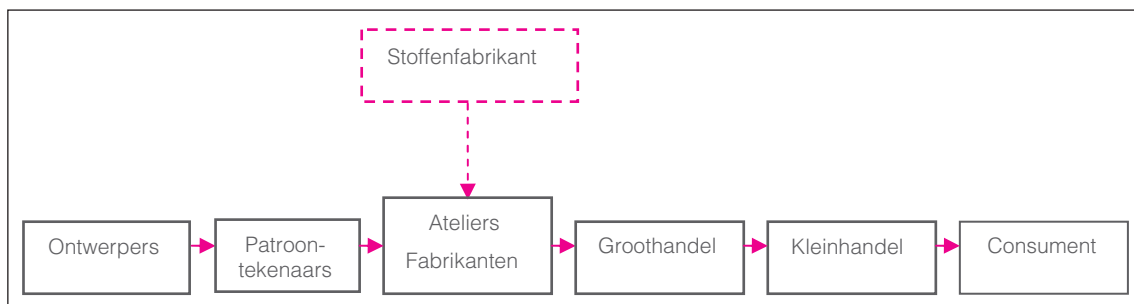 Stoffenfabrikant
Ontwerpers
Patroon-
tekenaars
Ateliers
Fabrikanten
Groothandel
Kleinhandel
Consument